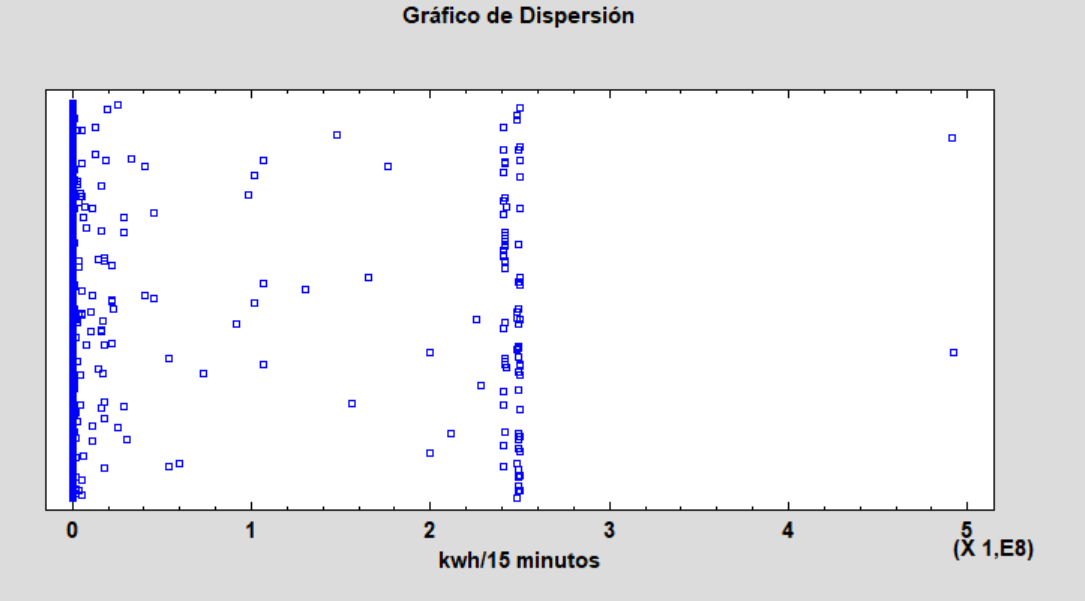 Gráfico de Dispersión
0 1 2 3 4 5
(X 1,E8)
kwh/15 minutos